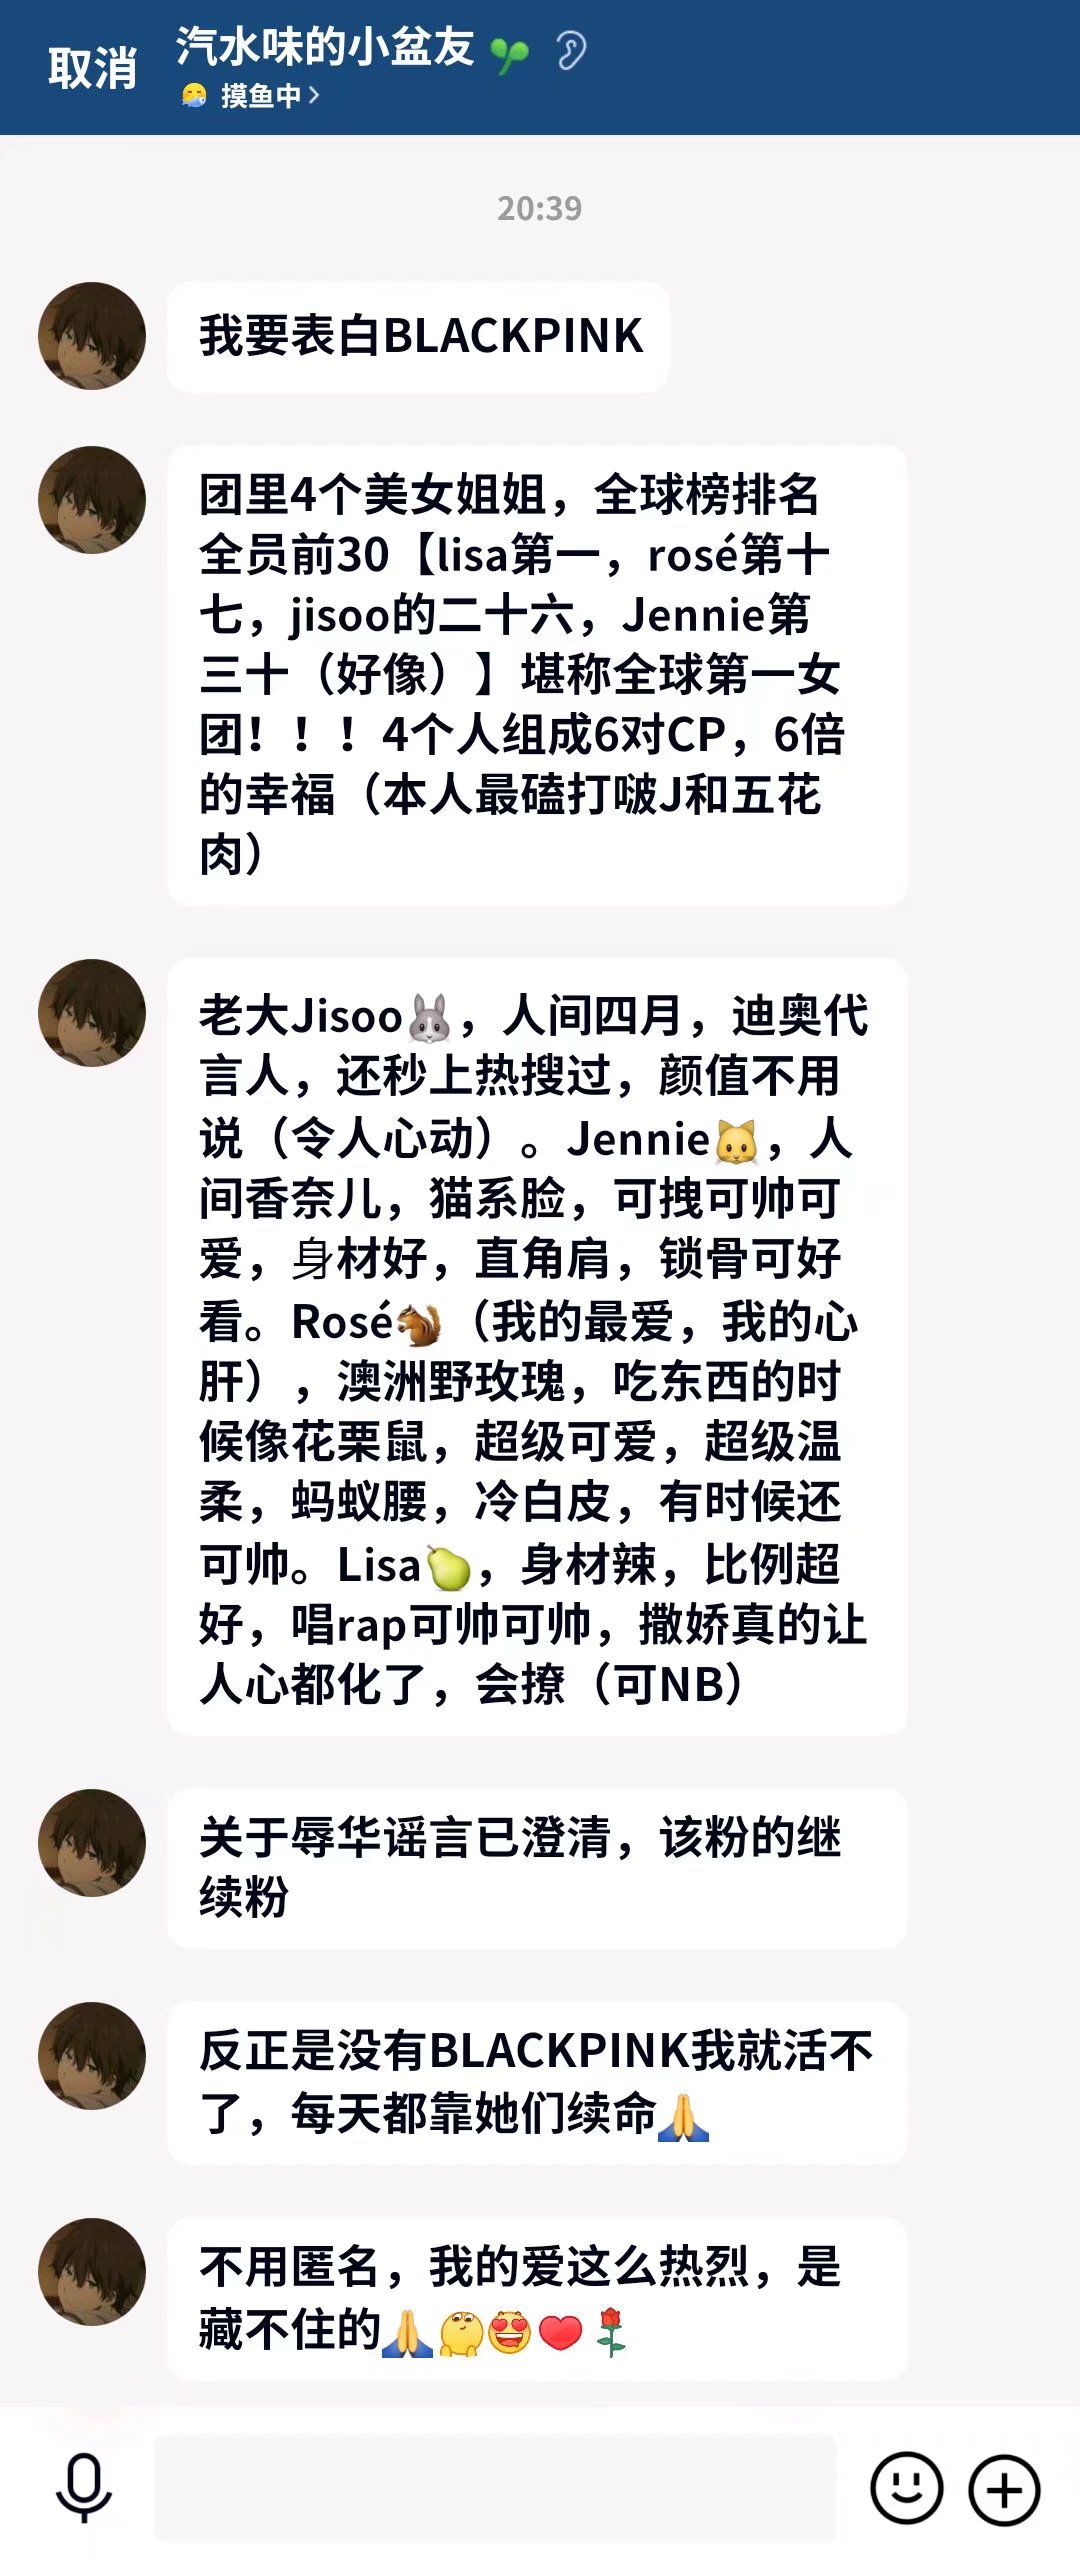 取消
汽水味的小盆友🌱
😪 摸鱼中>
20:39
我要表白BLACKPINK
团里4个美女姐姐，全球榜排名
全员前30【lisa第一，rosé第十
七，jisoo的二十六，Jennie第
三十（好像）】堪称全球第一女
团！！！4个人组成6对CP，6倍
的幸福（本人最磕打啵J和五花
肉）
老大Jisoo🐰，人间四月，迪奥代
言人，还秒上热搜过，颜值不用
说（令人心动）。Jennie🐱，人
间香奈儿，猫系脸，可拽可帅可
爱，身材好，直角肩，锁骨可好
看。Rosé🐿（我的最爱，我的心
肝），澳洲野玫瑰，吃东西的时
候像花栗鼠，超级可爱，超级温
柔，蚂蚁腰，冷白皮，有时候还
可帅。Lisa🍐，身材辣，比例超
好，唱rap可帅可帅，撒娇真的让
人心都化了，会撩（可NB）
关于辱华谣言已澄清，该粉的继
续粉
反正是没有BLACKPINK我就活不
了，每天都靠她们续命🙏
不用匿名，我的爱这么热烈，是
藏不住的🙏🤔😍❤🌹